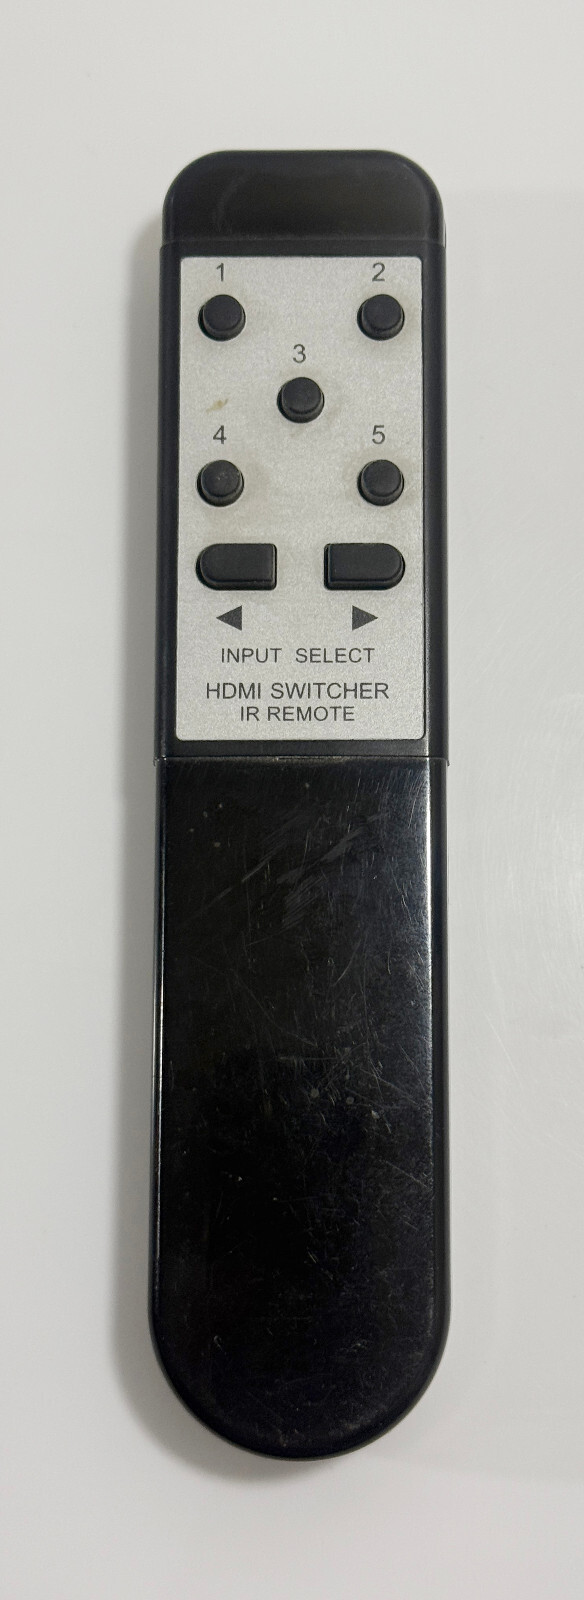 1 2
3
4 5
◀ ▶
INPUT SELECT
HDMI SWITCHER
IR REMOTE